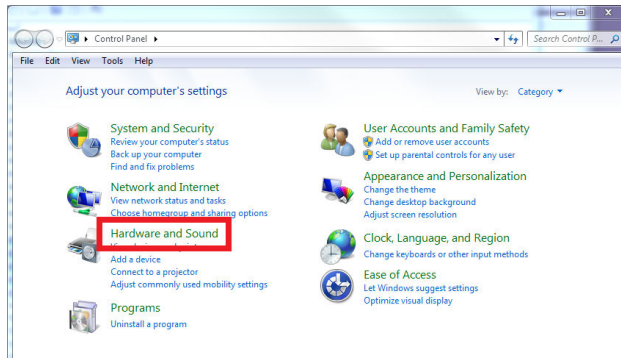 Control Panel
Search Control P...
File Edit View Tools Help
Adjust your computer's settings
View by: Category
System and Security
Review your computer's status
Back up your computer
Find and fix problems
Network and Internet
View network status and tasks
Choose homegroup and sharing options
Hardware and Sound
Add a device
Connect to a projector
Adjust commonly used mobility settings
Programs
Uninstall a program
User Accounts and Family Safety
Add or remove user accounts
Set up parental controls for any user
Appearance and Personalization
Change the theme
Change desktop background
Adjust screen resolution
Clock, Language, and Region
Change keyboards or other input methods
Ease of Access
Let Windows suggest settings
Optimize visual display